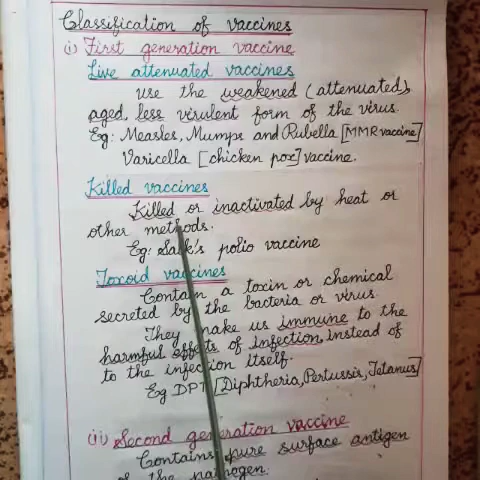 Classification of vaccines
(i) First generation vaccine
Live attenuated vaccines
use the weakened (attenuated),
aged, less virulent form of the virus.
Eg: Measles, Mumps and Rubella [MMR vaccine]
Varicella [chicken pox] vaccine.
Killed vaccines
Killed or inactivated by heat or
other methods.
Eg: Salk's polio vaccine
Toxoid vaccines
Contain a toxin or chemical
secreted by the bacteria or virus.
They make us immune to the
harmful effects of infection, instead of
to the infection itself.
Eg DPT [Diphtheria, Pertussis, Tetanus]
(ii) Second generation vaccine
Contains pure surface antigen
of the pathogen.